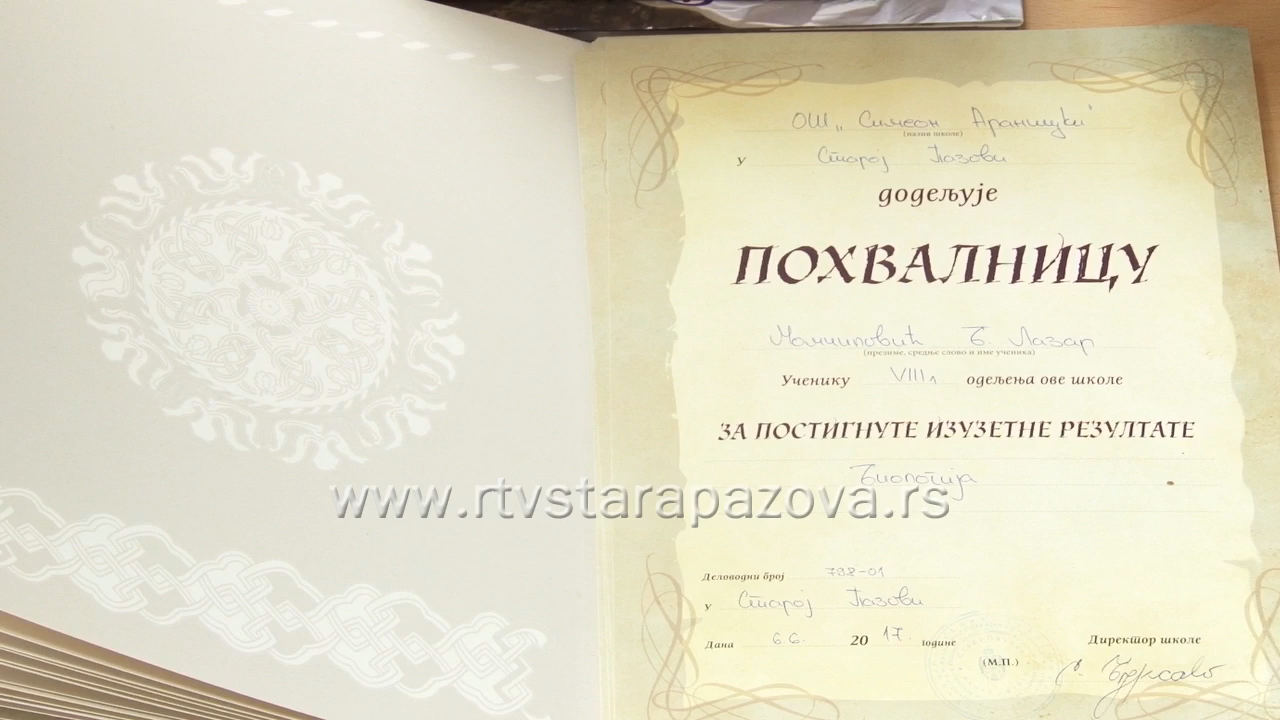 ОШ „Симеон Араницки"
(назив школе)
у Старој Пазови
додељује
ПОХВАЛНИЦУ
Б. Лазар
(презиме, средње слово и име ученика)
Ученику VIII₁ одељења ове школе
ЗА ПОСТИГНУТЕ ИЗУЗЕТНЕ РЕЗУЛТАТЕ
Биологија
www.rtvstarapazova.rs
Деловодни број 798-01
у Старој Пазови
Дана 6.6. 2017. године
Директор школе
(М.П.)